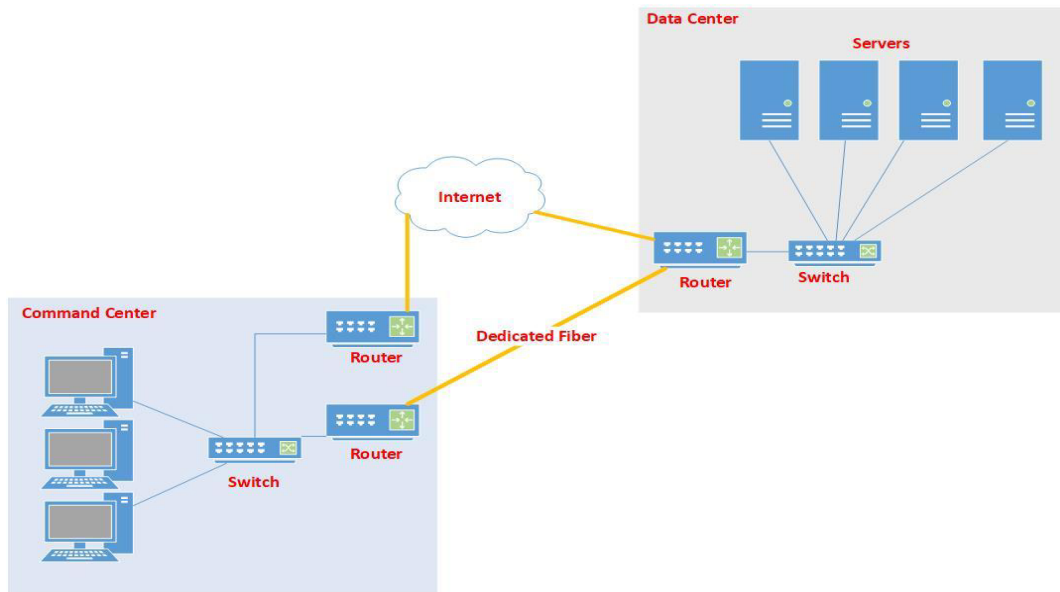 Data Center
Servers
Internet
Router
Switch
Command Center
Router
Dedicated Fiber
Router
Switch